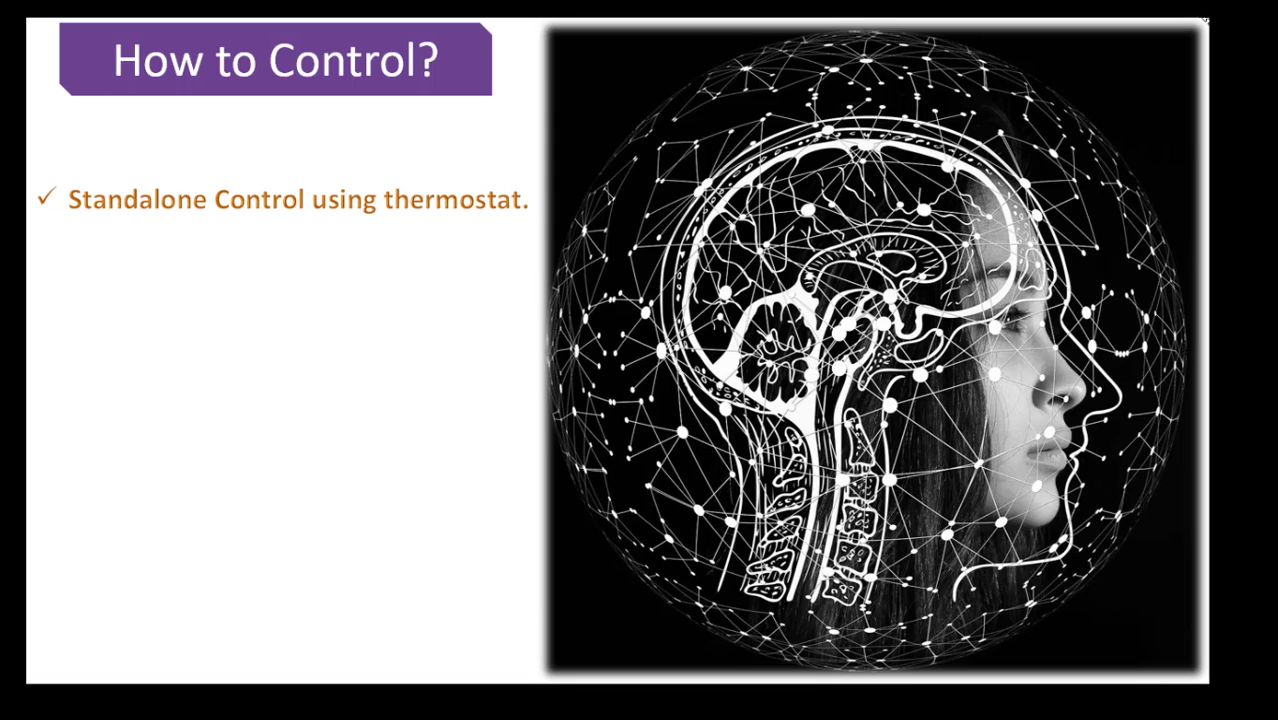 How to Control?
✓ Standalone Control using thermostat.